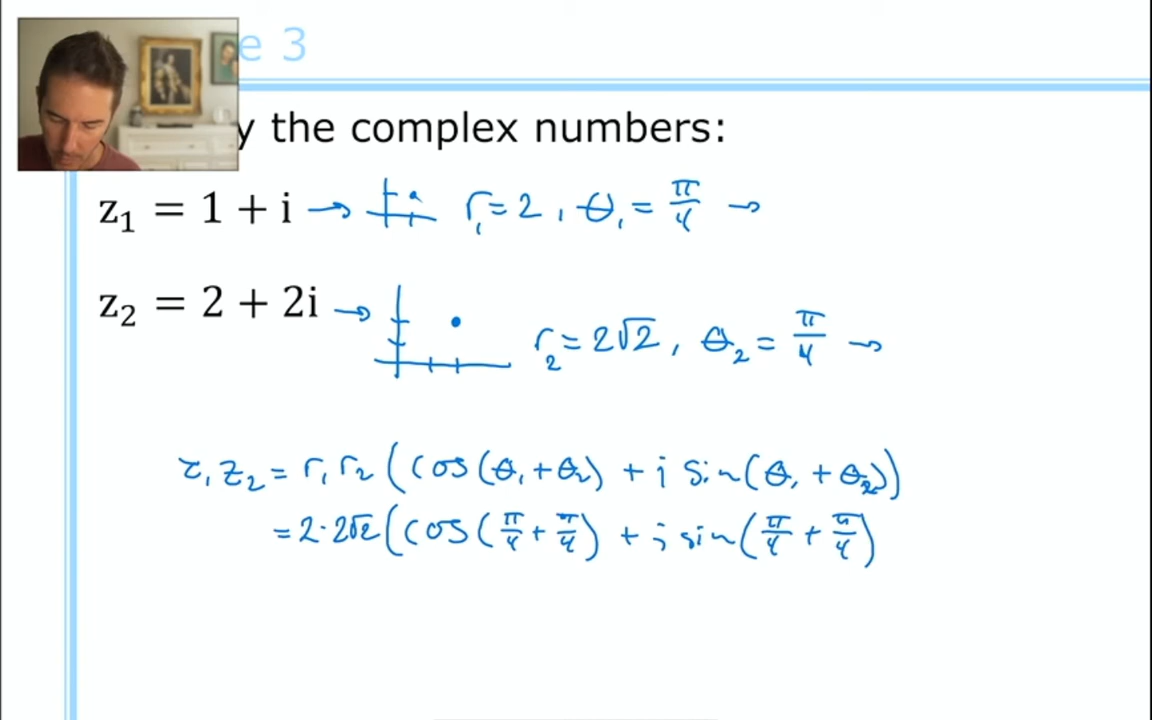 e 3
y the complex numbers:
z₁ = 1 + i → r₁ = 2 , θ₁ = π/4 →
z₂ = 2 + 2i → r₂ = 2√2 , θ₂ = π/4 →
z₁z₂ = r₁r₂(cos(θ₁+θ₂) + i sin(θ₁+θ₂))
= 2·2√2(cos(π/4 + π/4) + i sin(π/4 + π/4)